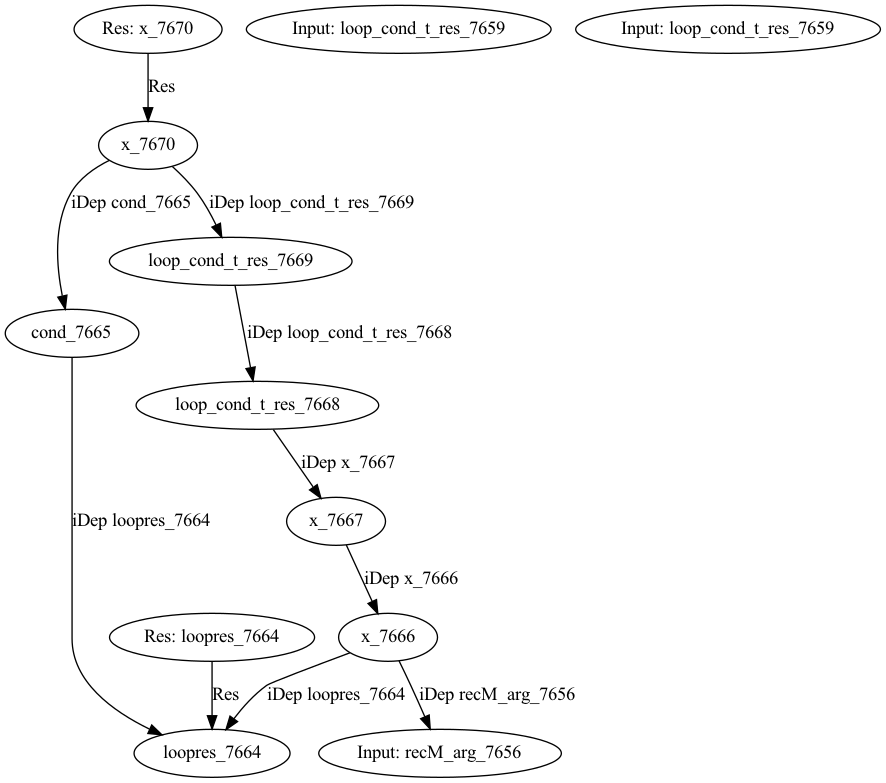 Res: x_7670
Input: loop_cond_t_res_7659
Input: loop_cond_t_res_7659
Res
x_7670
iDep cond_7665
iDep loop_cond_t_res_7669
loop_cond_t_res_7669
cond_7665
iDep loop_cond_t_res_7668
loop_cond_t_res_7668
iDep x_7667
iDep loopres_7664
x_7667
iDep x_7666
Res: loopres_7664
x_7666
Res
iDep loopres_7664
iDep recM_arg_7656
loopres_7664
Input: recM_arg_7656